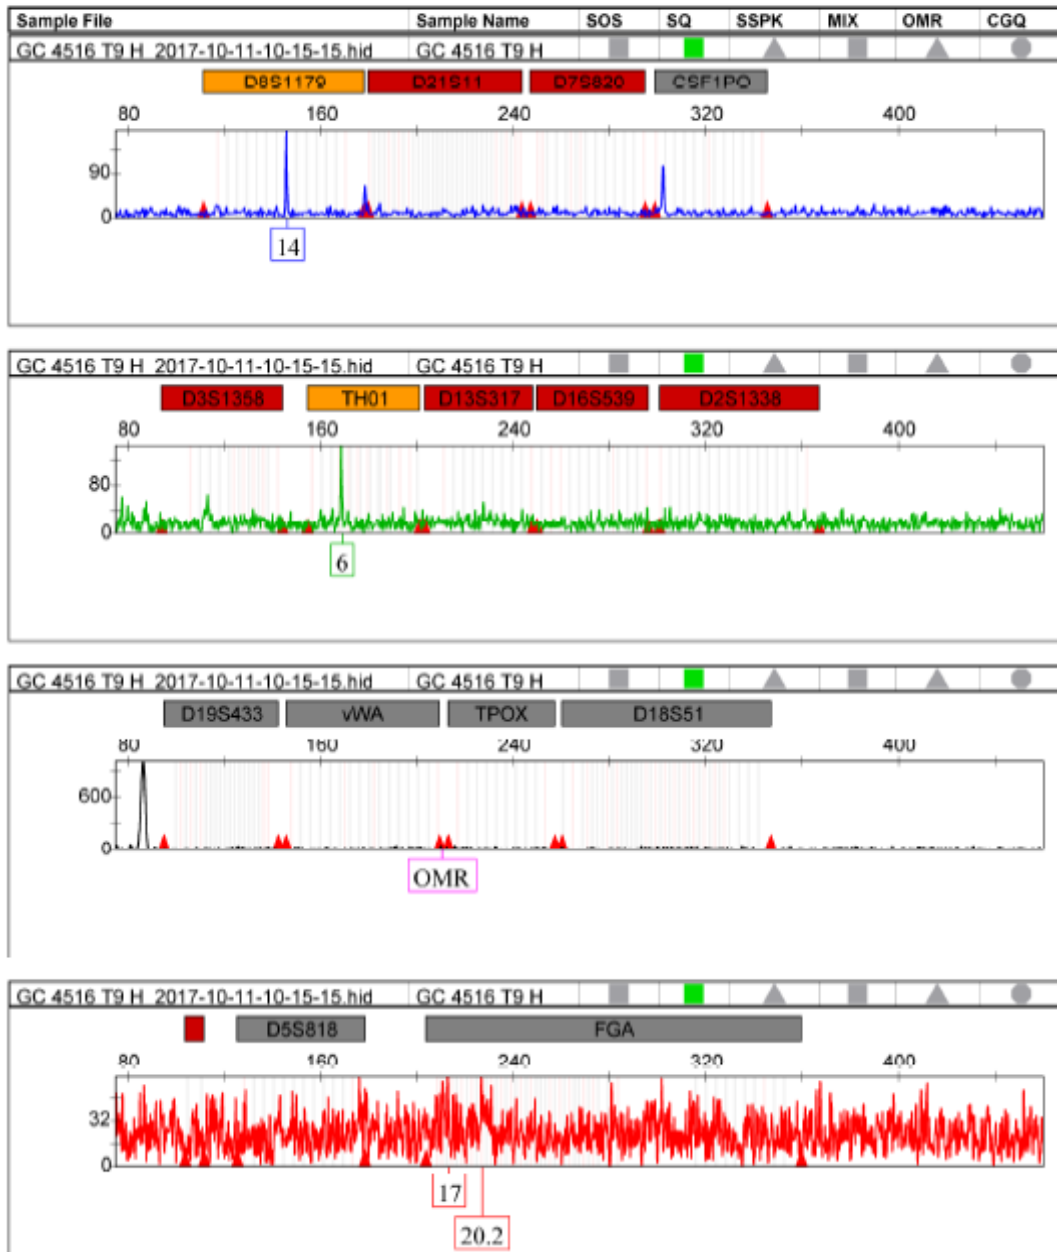 Sample File Sample Name SOS SQ SSPK MIX OMR CGQ
GC 4516 T9 H 2017-10-11-10-15-15.hid GC 4516 T9 H
D8S1179 D21S11 D7S820 CSF1PO
80 160 240 320 400
90
0
14
GC 4516 T9 H 2017-10-11-10-15-15.hid GC 4516 T9 H
D3S1358 TH01 D13S317 D16S539 D2S1338
80 160 240 320 400
80
0
6
GC 4516 T9 H 2017-10-11-10-15-15.hid GC 4516 T9 H
D19S433 vWA TPOX D18S51
80 160 240 320 400
600
0
OMR
GC 4516 T9 H 2017-10-11-10-15-15.hid GC 4516 T9 H
D5S818 FGA
80 160 240 320 400
32
0
17
20.2